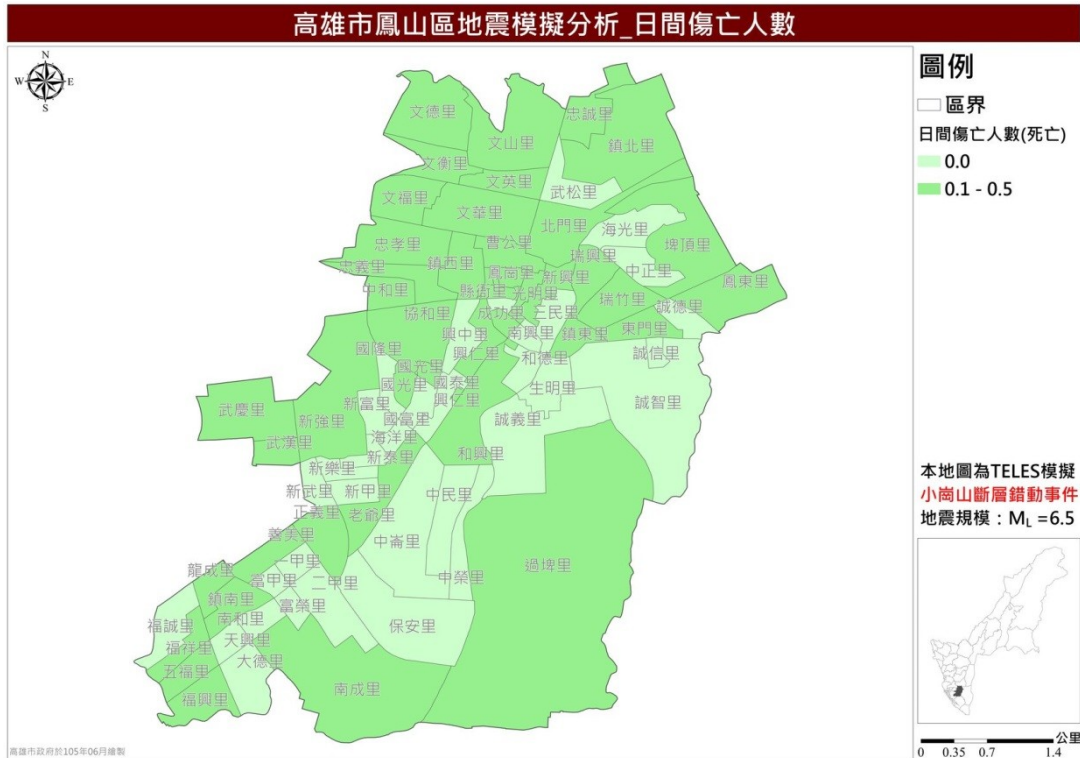 高雄市鳳山區地震模擬分析_日間傷亡人數
N
W
E
S
圖例
區界
日間傷亡人數(死亡)
0.0
0.1 - 0.5
文德里
忠誠里
文山里
鎮北里
文衡里
文英里
武松里
文福里
文華里
北門里
海光里
忠孝里
曹公里
埤頂里
瑞興里
忠義里
鎮西里
鳳崗里
新興里
中正里
鳳東里
中和里
縣衙里
光明里
瑞竹里
誠德里
協和里
成功里
三民里
興中里
南興里
鎮東里
東門里
國隆里
興仁里
和德里
誠信里
國光里
國光里
國泰里
生明里
武慶里
新富里
興仁里
誠智里
新強里
國富里
誠義里
武漢里
海洋里
新泰里
和興里
新樂里
新武里
新甲里
中民里
正義里
老爺里
善美里
中崙里
一甲里
過埤里
龍成里
富甲里
二甲里
中榮里
鎮南里
富榮里
福誠里
南和里
保安里
天興里
福祥里
大德里
五福里
南成里
福興里
本地圖為TELES模擬
小崗山斷層錯動事件
地震規模：ML =6.5
公里
0 0.35 0.7 1.4
高雄市政府於105年06月繪製